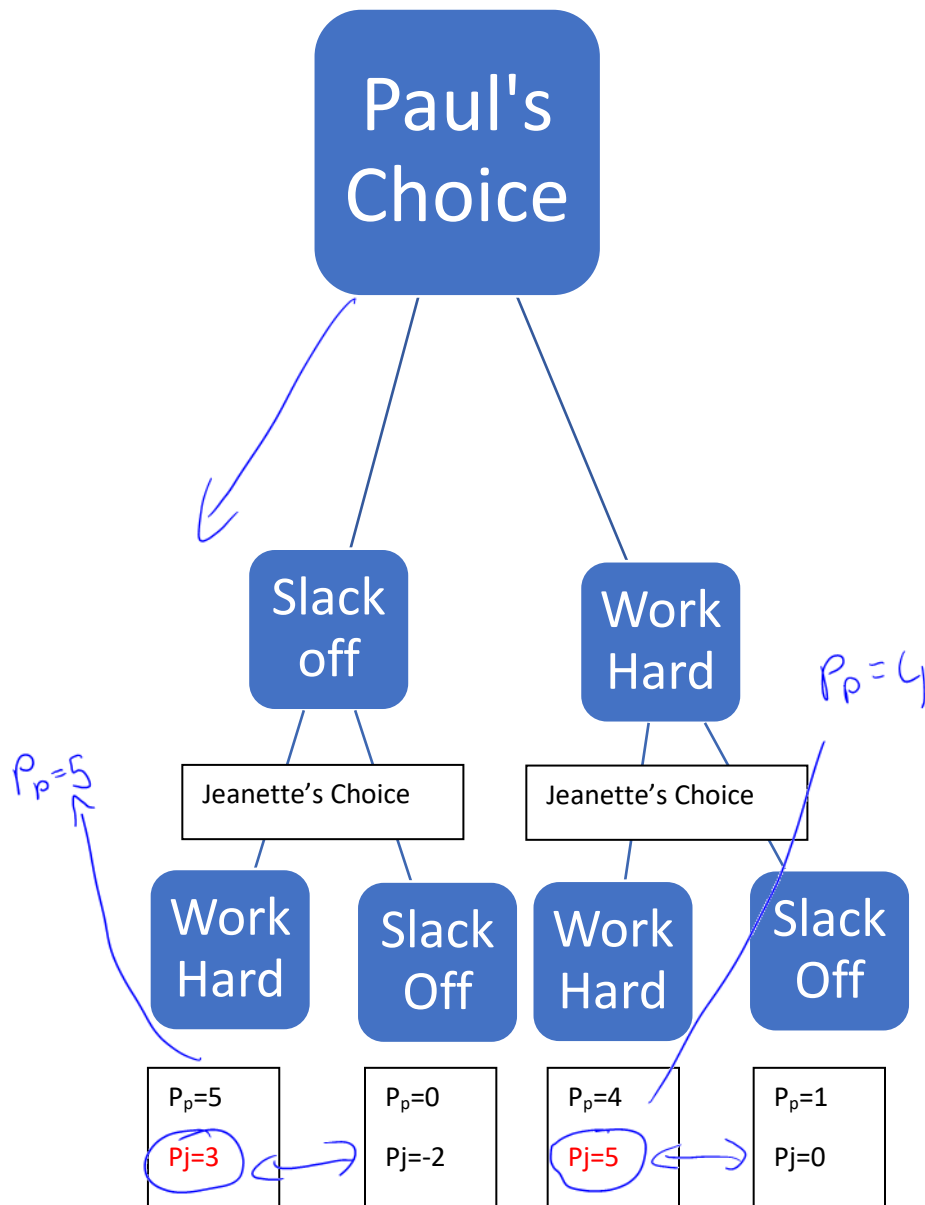 Paul's
Choice
Slack
off
Work
Hard
Pp=4
Pp=5
Jeanette's Choice
Jeanette's Choice
Work
Hard
Slack
Off
Work
Hard
Slack
Off
Pp=5
Pj=3
Pp=0
Pj=-2
Pp=4
Pj=5
Pp=1
Pj=0